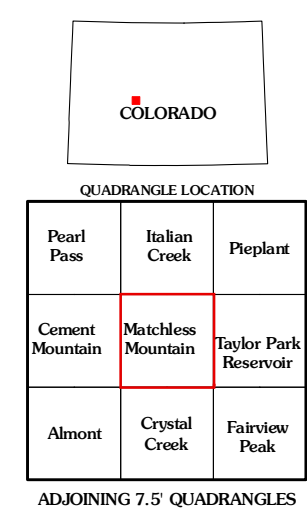 COLORADO
QUADRANGLE LOCATION
Pearl
Pass
Italian
Creek
Pieplant
Cement
Mountain
Matchless
Mountain
Taylor Park
Reservoir
Almont
Crystal
Creek
Fairview
Peak
ADJOINING 7.5' QUADRANGLES